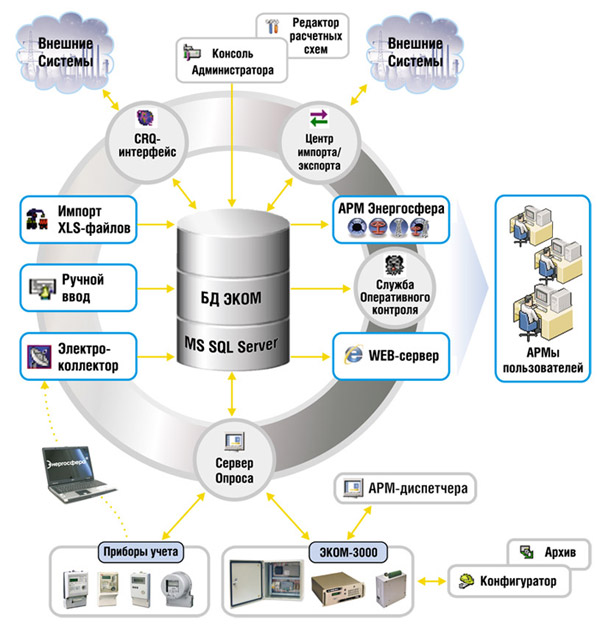 Внешние
Системы
Редактор
расчетных
схем
Консоль
Администратора
Внешние
Системы
CRQ-
интерфейс
Центр
импорта/
экспорта
Импорт
XLS-файлов
АРМ Энергосфера
Ручной
ввод
БД ЭКОМ
Служба
Оперативного
контроля
Электро-
коллектор
MS SQL Server
WEB-сервер
АРМы
пользователей
Энергосфера
Сервер
Опроса
АРМ-диспетчера
Приборы учета
ЭКОМ-3000
Архив
Конфигуратор